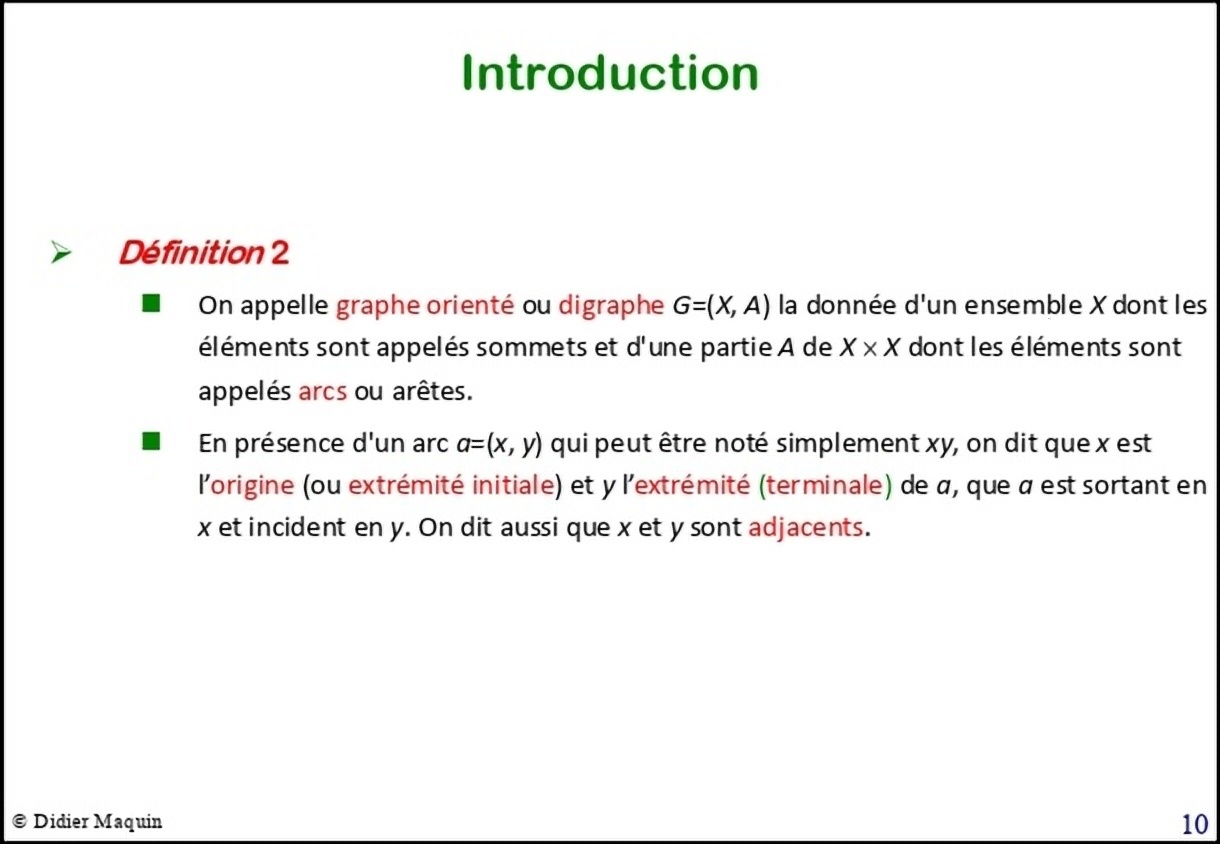 Introduction
➢ Définition 2
■ On appelle graphe orienté ou digraphe G=(X, A) la donnée d'un ensemble X dont les
éléments sont appelés sommets et d'une partie A de X × X dont les éléments sont
appelés arcs ou arêtes.
■ En présence d'un arc a=(x, y) qui peut être noté simplement xy, on dit que x est
l’origine (ou extrémité initiale) et y l’extrémité (terminale) de a, que a est sortant en
x et incident en y. On dit aussi que x et y sont adjacents.
© Didier Maquin
10